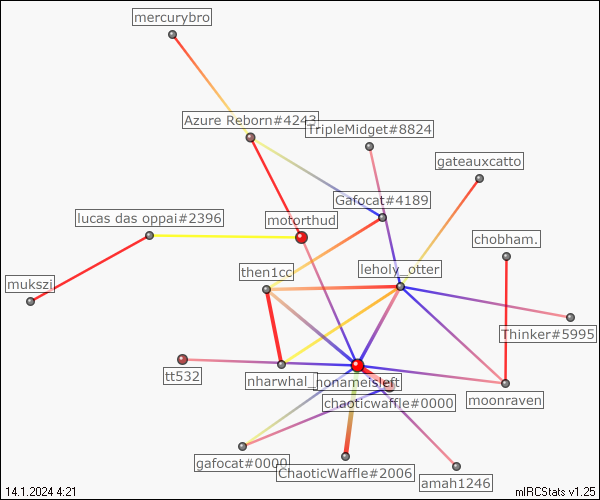 mercurybro
Azure Reborn#4243
TripleMidget#8824
gateauxcatto
Gafocat#4189
lucas das oppai#2396
motorthud
chobham.
then1cc
leholy_otter
mukszi
Thinker#5995
tt532
nharwhal_
nonameisleft
moonraven
chaoticwaffle#0000
gafocat#0000
ChaoticWaffle#2006
amah1246
14.1.2024 4:21
mIRCStats v1.25